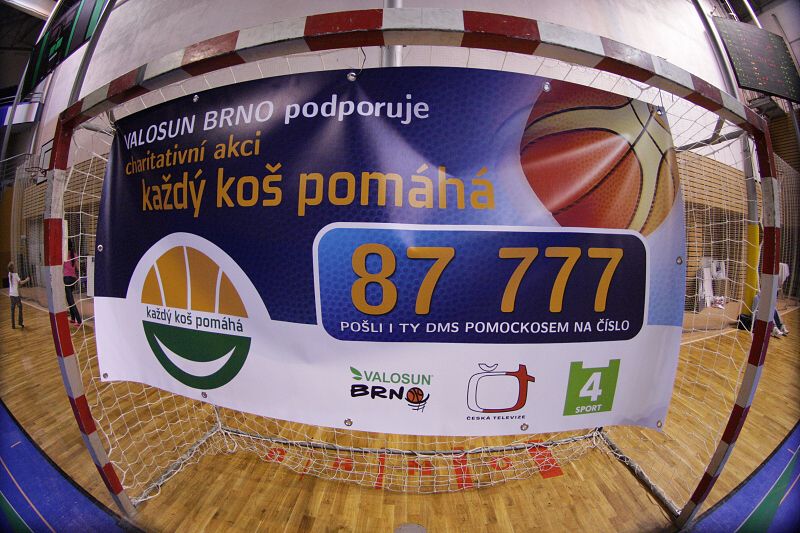 VALOSUN BRNO podporuje
charitativní akci
každý koš pomáhá
87 777
POŠLI I TY DMS POMOCKOSEM NA ČÍSLO
každý koš pomáhá
VALOSUN
BRNO
ČESKÁ TELEVIZE
4
SPORT